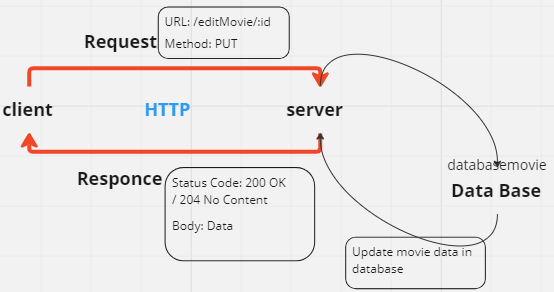 URL: /editMovie/:id
Request
Method: PUT
client
HTTP
server
databasemovie
Data Base
Responce
Status Code: 200 OK
/ 204 No Content
Body: Data
Update movie data in
database